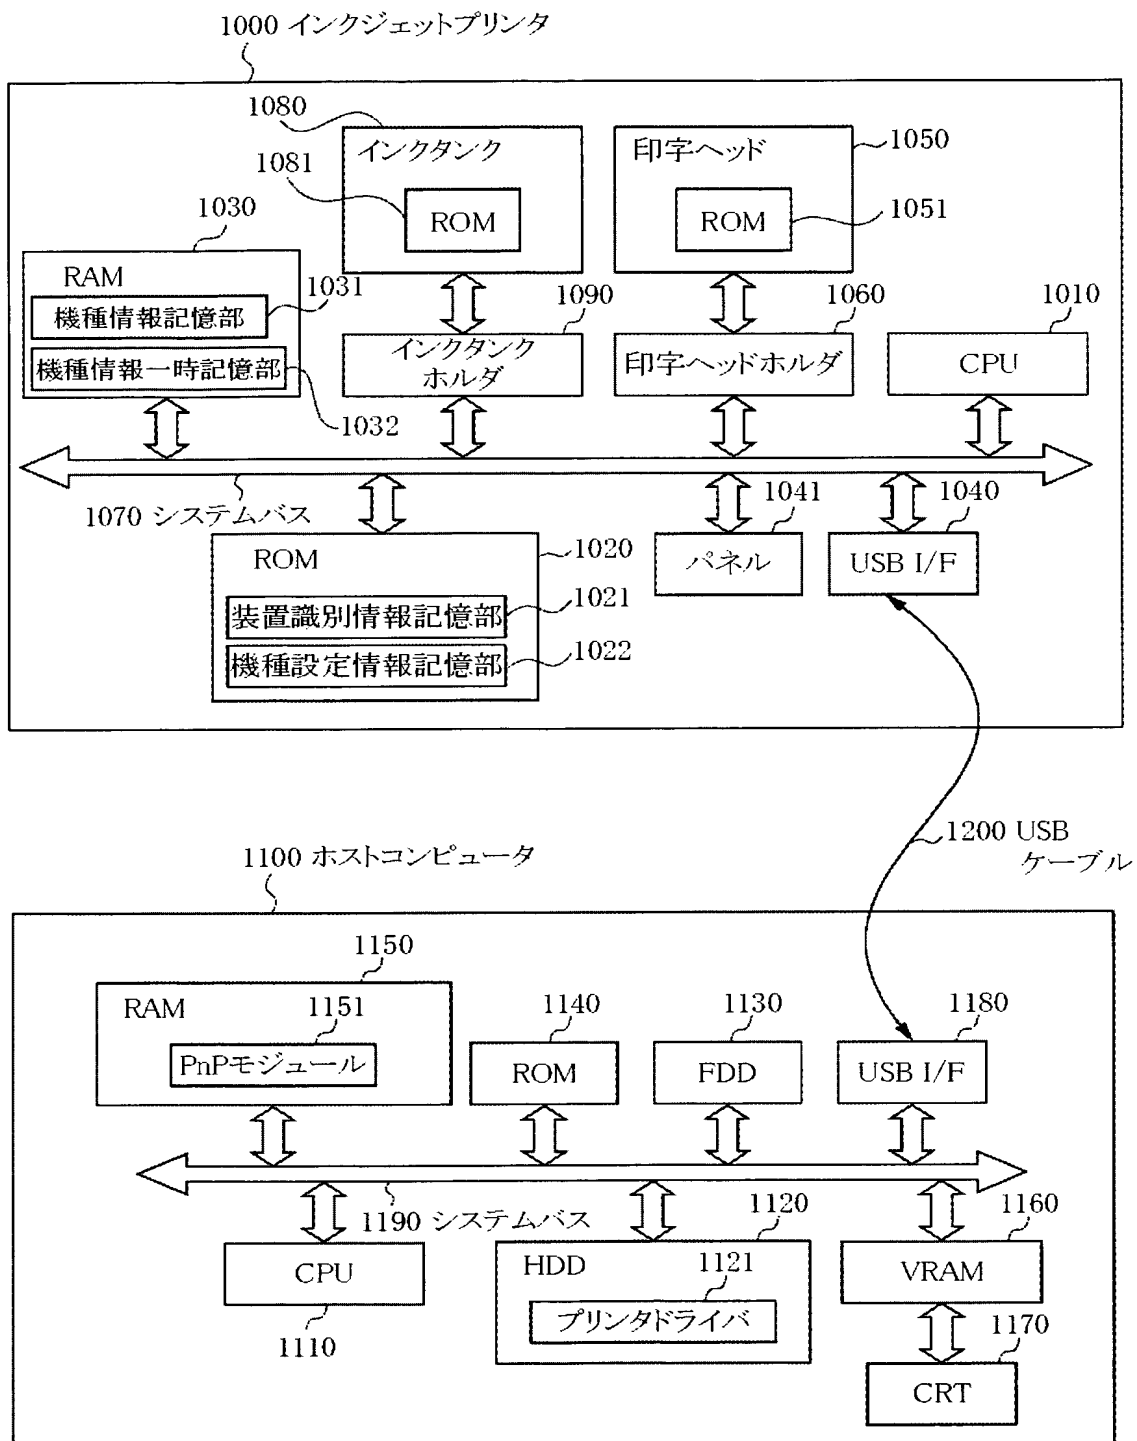 1000 インクジェットプリンタ
1080
インクタンク
1081
ROM
印字ヘッド
1050
ROM
1051
1030
RAM
1031
機種情報記憶部
機種情報一時記憶部
1032
1090
インクタンク
ホルダ
1060
印字ヘッドホルダ
1010
CPU
1070 システムバス
ROM
1020
装置識別情報記憶部
1021
機種設定情報記憶部
1022
1041
パネル
1040
USB I/F
1200 USB
ケーブル
1100 ホストコンピュータ
1150
RAM
1151
PnPモジュール
1140
ROM
1130
FDD
1180
USB I/F
1190 システムバス
CPU
1110
1120
HDD
1121
プリンタドライバ
1160
VRAM
1170
CRT